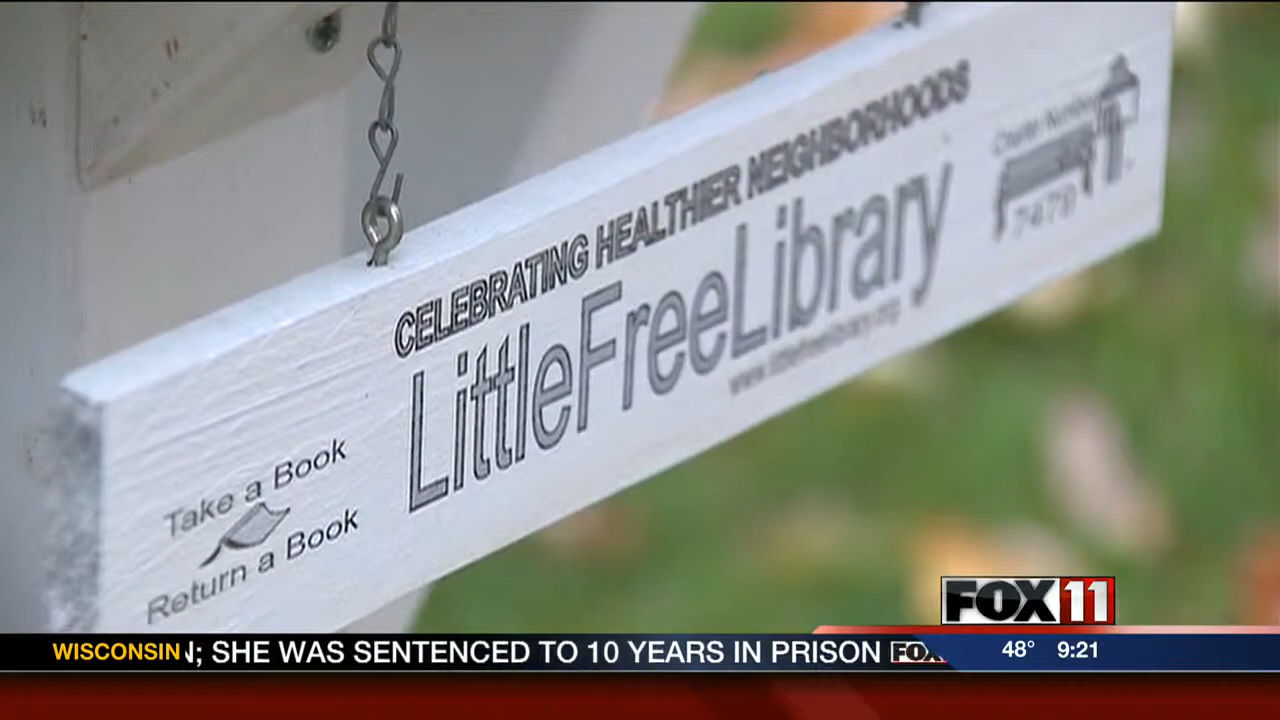 CELEBRATING HEALTHIER NEIGHBORHOODS
LittleFreeLibrary
www.littlefreelibrary.org
Take a Book
Return a Book
Charter Number
7479
FOX 11
WISCONSIN N; SHE WAS SENTENCED TO 10 YEARS IN PRISON FOX 48° 9:21